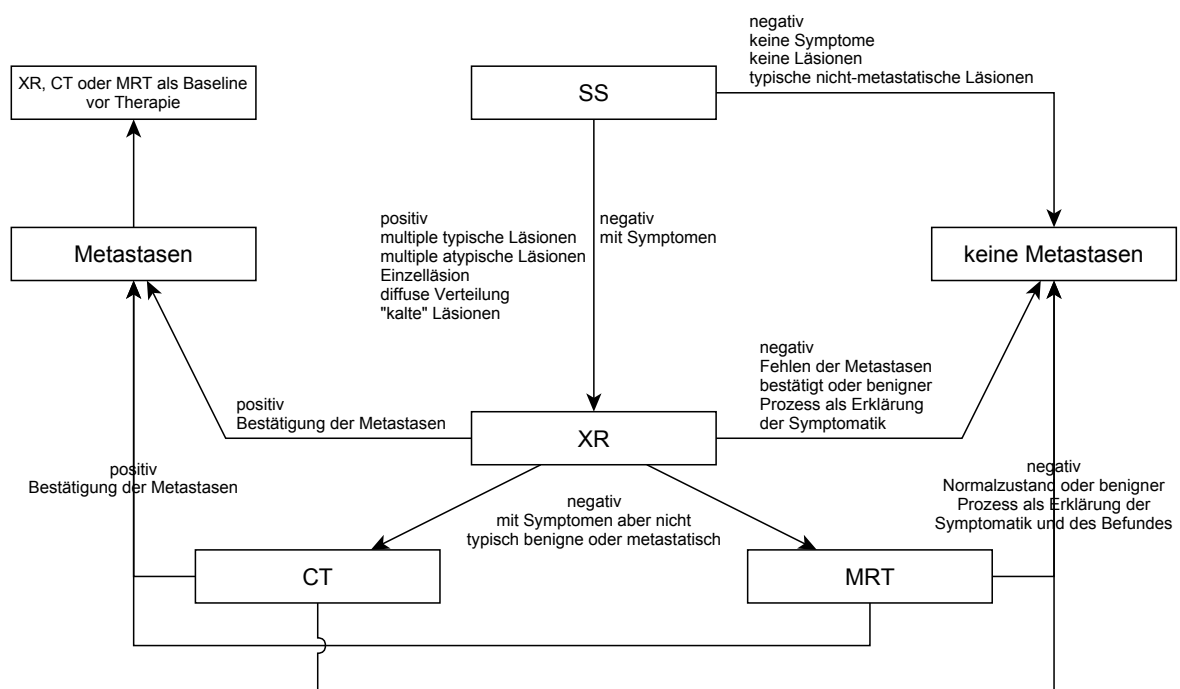 negativ
keine Symptome
keine Läsionen
typische nicht-metastatische Läsionen
XR, CT oder MRT als Baseline
vor Therapie
SS
positiv
multiple typische Läsionen
multiple atypische Läsionen
Einzelläsion
diffuse Verteilung
"kalte" Läsionen
negativ
mit Symptomen
Metastasen
keine Metastasen
negativ
Fehlen der Metastasen
bestätigt oder benigner
Prozess als Erklärung
der Symptomatik
positiv
Bestätigung der Metastasen
XR
positiv
Bestätigung der Metastasen
negativ
mit Symptomen aber nicht
typisch benigne oder metastatisch
negativ
Normalzustand oder benigner
Prozess als Erklärung der
Symptomatik und des Befundes
CT
MRT